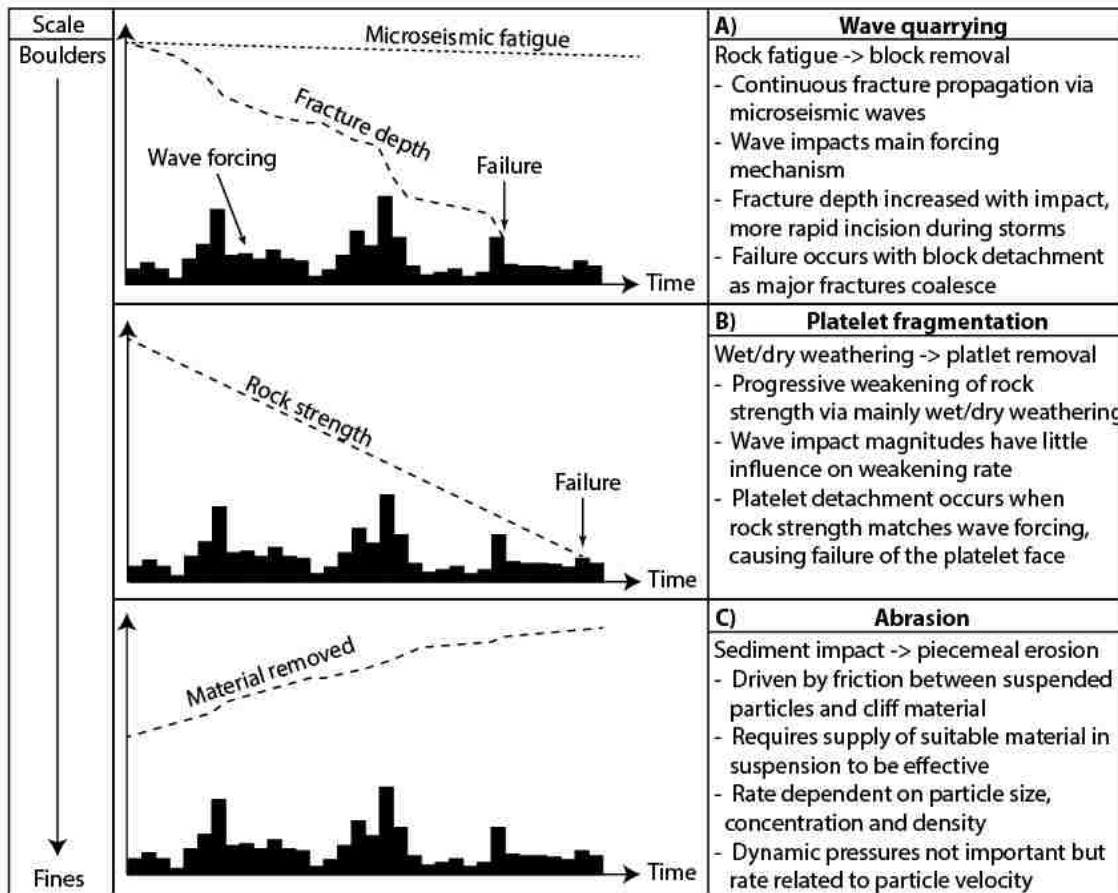 Scale
Boulders
Fines
Microseismic fatigue
Fracture depth
Wave forcing
Failure
Time
A) Wave quarrying
Rock fatigue -> block removal
- Continuous fracture propagation via
microseismic waves
- Wave impacts main forcing
mechanism
- Fracture depth increased with impact,
more rapid incision during storms
- Failure occurs with block detachment
as major fractures coalesce
Rock strength
Failure
Time
B) Platelet fragmentation
Wet/dry weathering -> platlet removal
- Progressive weakening of rock
strength via mainly wet/dry weathering
- Wave impact magnitudes have little
influence on weakening rate
- Platelet detachment occurs when
rock strength matches wave forcing,
causing failure of the platelet face
Material removed
Time
C) Abrasion
Sediment impact -> piecemeal erosion
- Driven by friction between suspended
particles and cliff material
- Requires supply of suitable material in
suspension to be effective
- Rate dependent on particle size,
concentration and density
- Dynamic pressures not important but
rate related to particle velocity